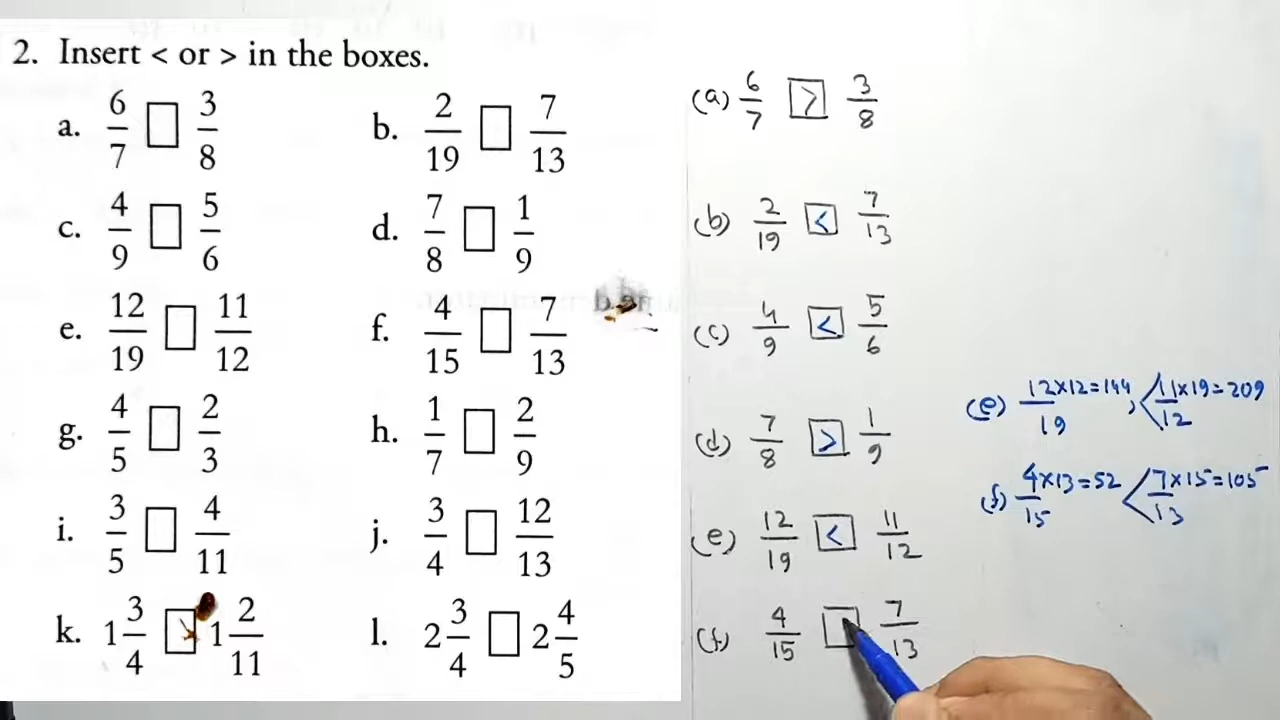 2. Insert < or > in the boxes.
a. 6/7 □ 3/8
b. 2/19 □ 7/13
c. 4/9 □ 5/6
d. 7/8 □ 1/9
e. 12/19 □ 11/12
f. 4/15 □ 7/13
g. 4/5 □ 2/3
h. 1/7 □ 2/9
i. 3/5 □ 4/11
j. 3/4 □ 12/13
k. 1 3/4 □ 1 2/11
l. 2 3/4 □ 2 4/5
(a) 6/7 > 3/8
(b) 2/19 < 7/13
(c) 4/9 < 5/6
(d) 7/8 > 1/9
(e) 12/19 < 11/12
(f) 4/15 □ 7/13
(e) 12/19 ×12=144, < 11/12 ×19=209
(f) 4/15 ×13=52 < 7/13 ×15=105